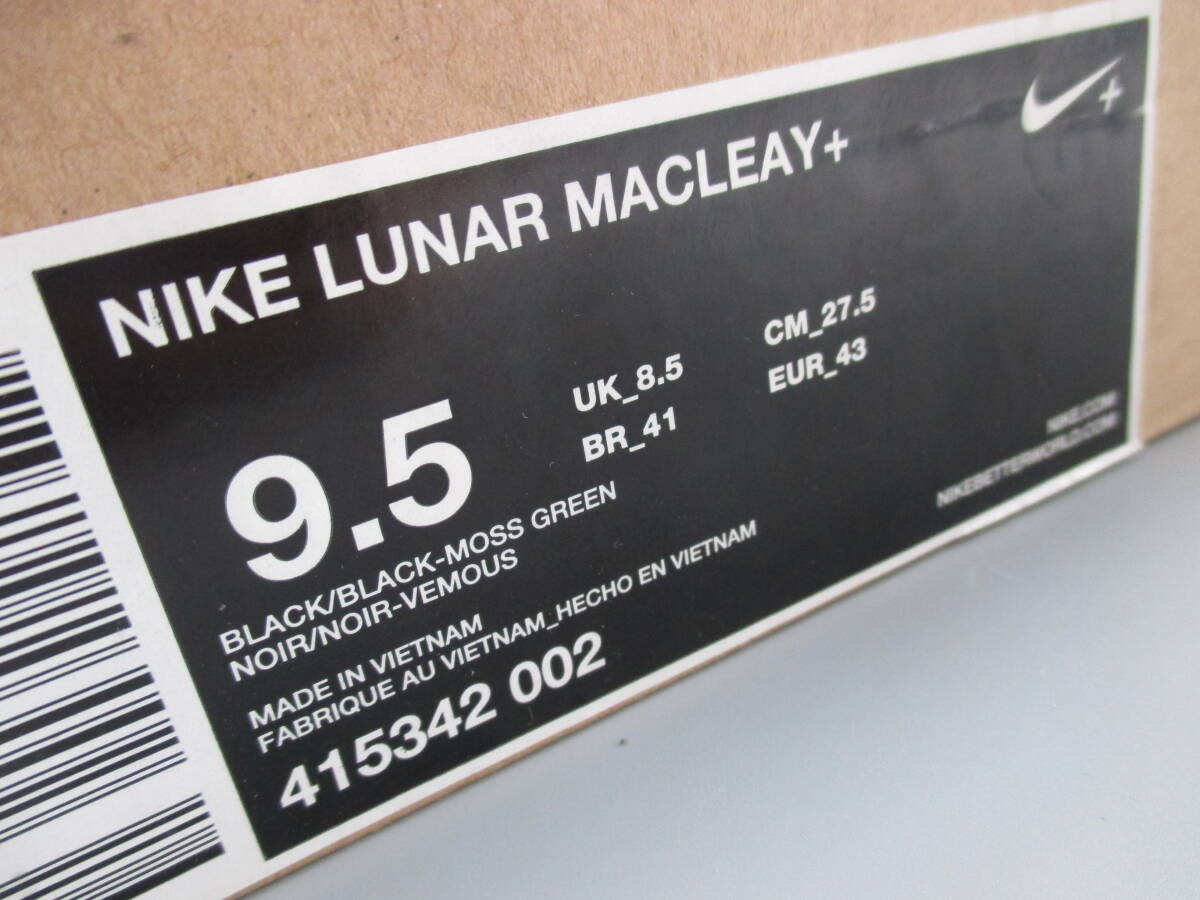 NIKE LUNAR MACLEAY+
+
9.5
UK_8.5
CM_27.5
BR_41
EUR_43
BLACK/BLACK-MOSS GREEN
NOIR/NOIR-VEMOUS
MADE IN VIETNAM
FABRIQUE AU VIETNAM_HECHO EN VIETNAM
415342 002
NIKE.COM
NIKEBETTERWORLD.COM